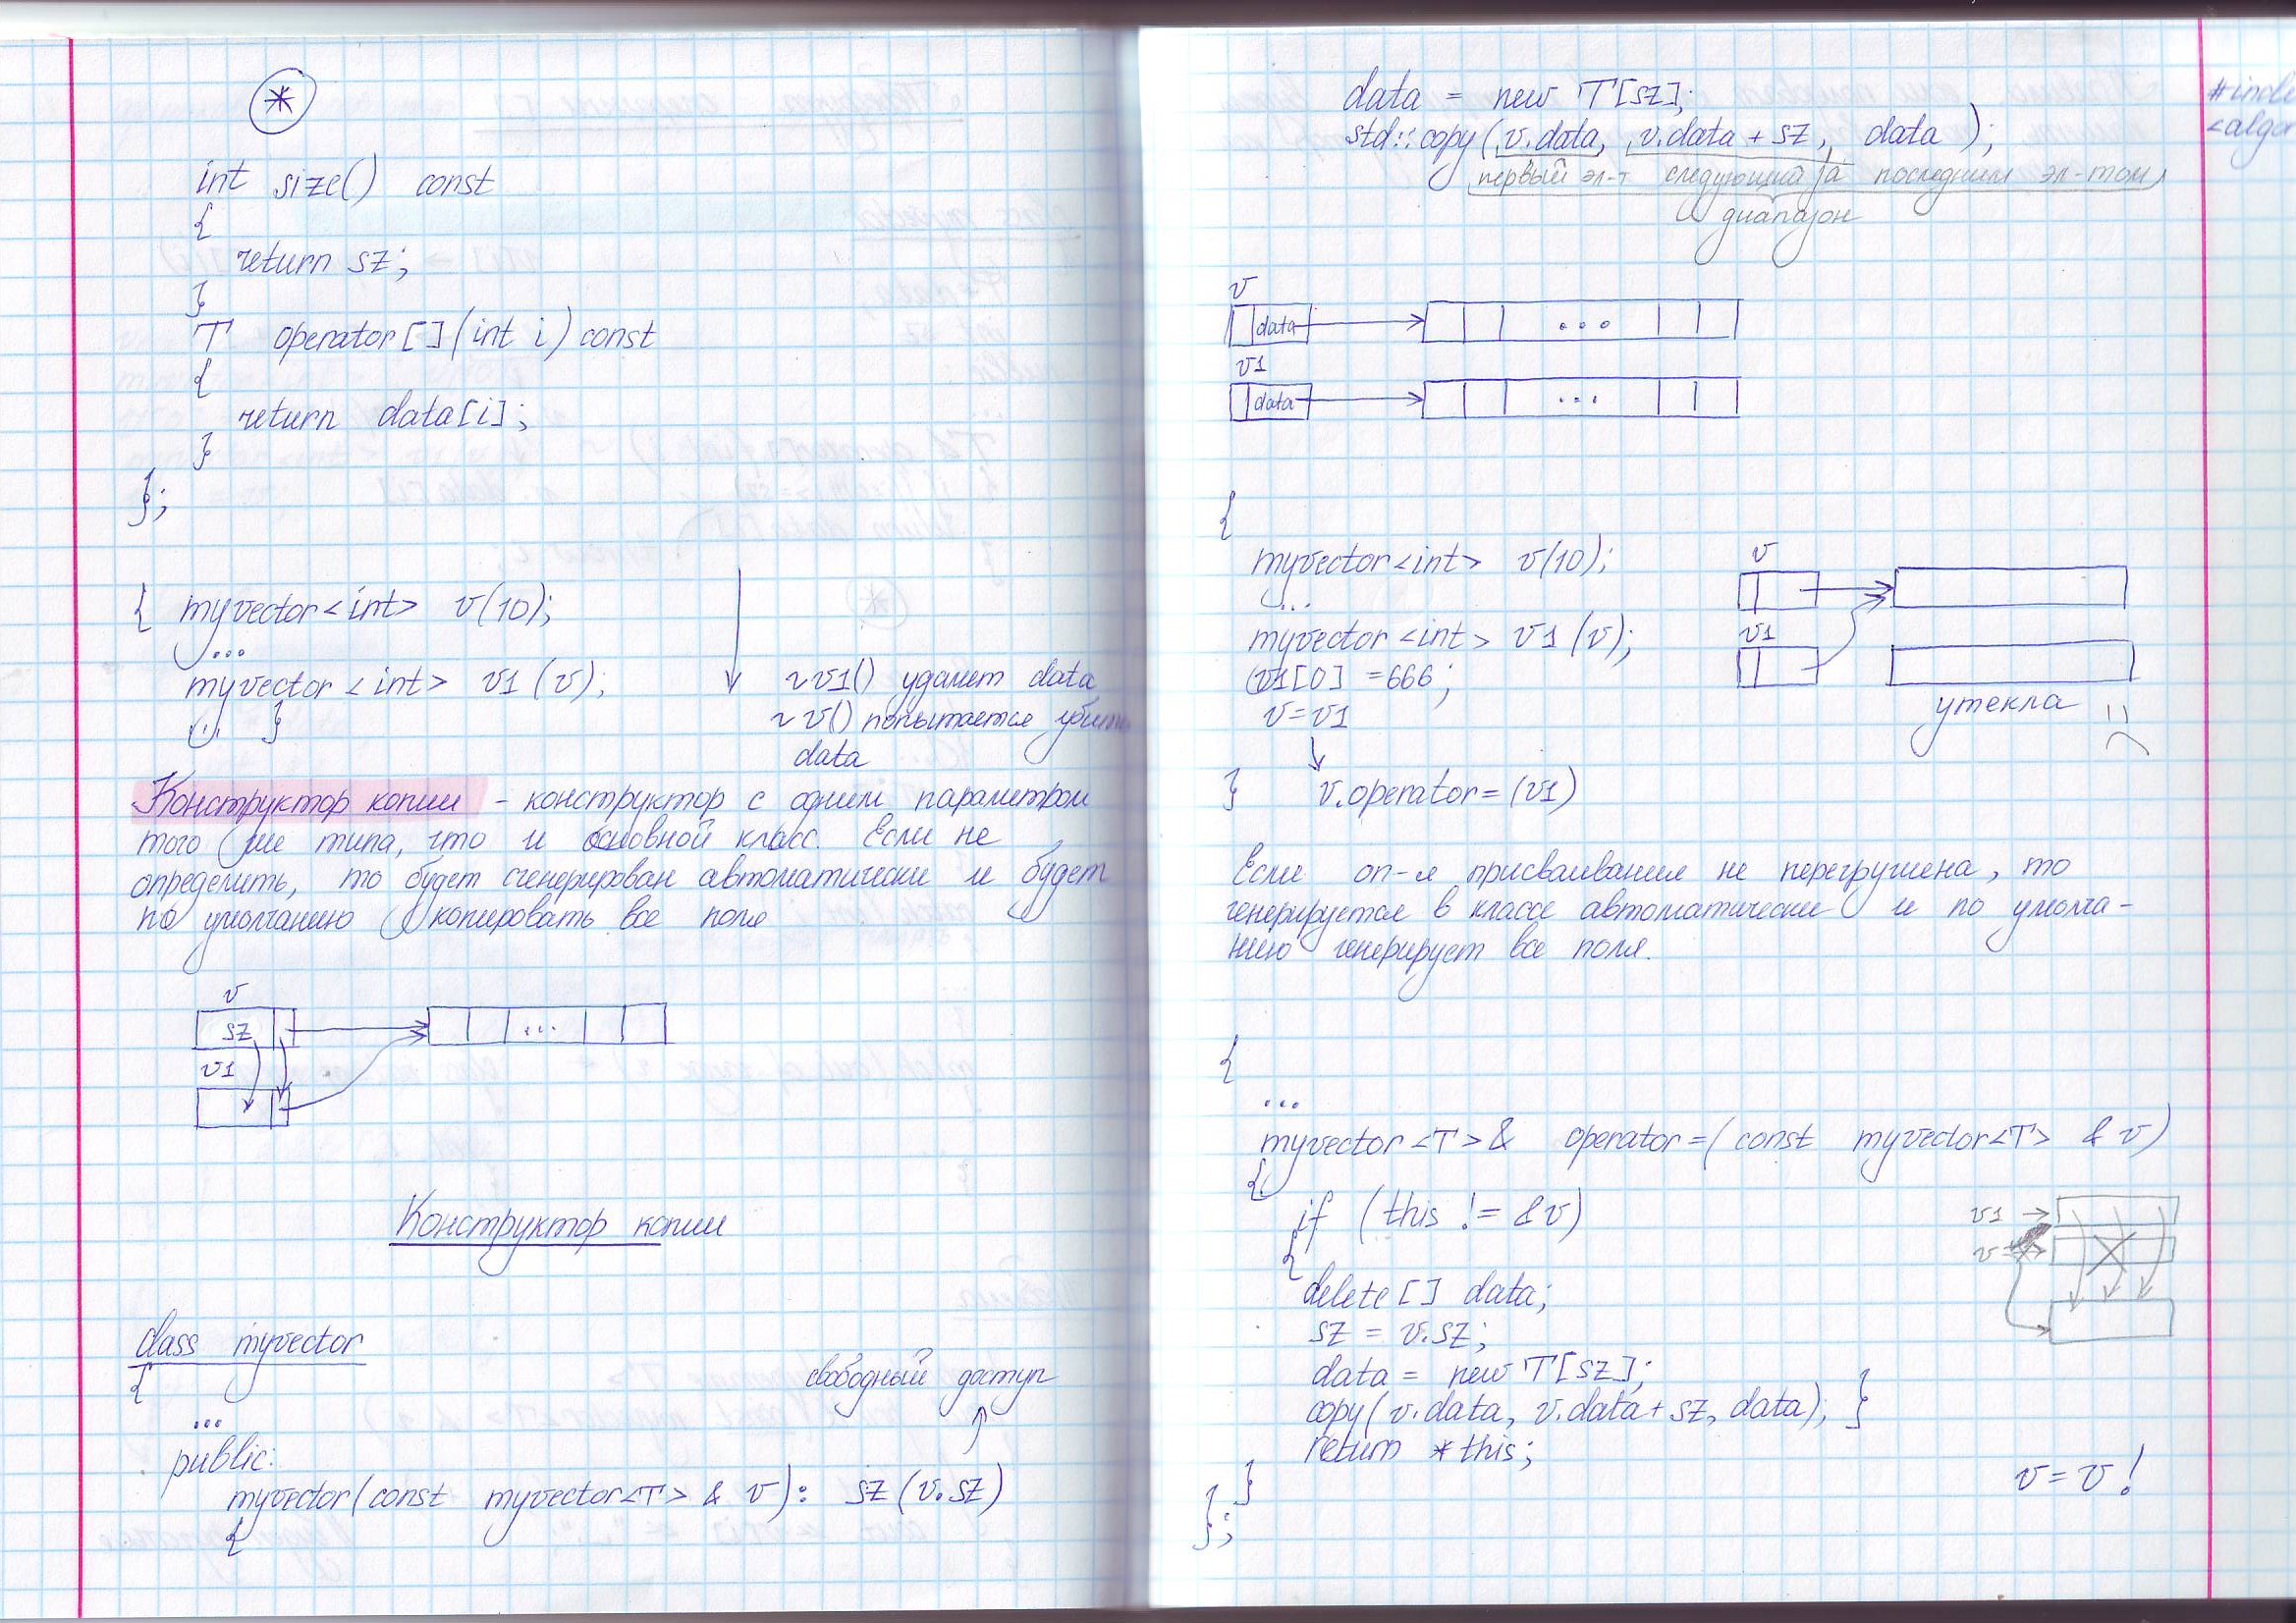 *
int size() const
{
return sz;
}
T operator[](int i) const
{
return data[i];
}
};
{ myvector<int> v(10);
...
myvector<int> v1(v);
... }
~v1() удалит data
~v() попытается убить
data
Конструктор копии - конструктор с одним параметром
того же типа, что и основной класс. Если не
определить, то будет сгенерирован автоматически и будет
по умолчанию копировать все поля
v
sz
...
v1
Конструктор копии
class myvector
{
свободный доступ
...
public:
myvector(const myvector<T> & v): sz(v.sz)
{
data = new T[sz];
std::copy(v.data, v.data + sz, data);
первый эл-т следующий за последним эл-том
диапазон
#inclu
<algor
v
data
...
v1
data
...
{
myvector<int> v(10);
...
myvector<int> v1(v);
v1[0] = 666;
v=v1
} v.operator=(v1)
v
v1
утекла
=(
Если оп-я присваивания не перегружена, то
генерируется в классе автоматически и по умолча-
нию генерирует все поля.
{
...
myvector<T>& operator=(const myvector<T> & v)
{
if (this != &v)
{
delete[] data;
sz = v.sz;
data = new T[sz];
copy(v.data, v.data+sz, data); }
return *this;
}
};
v1
v
v=v!